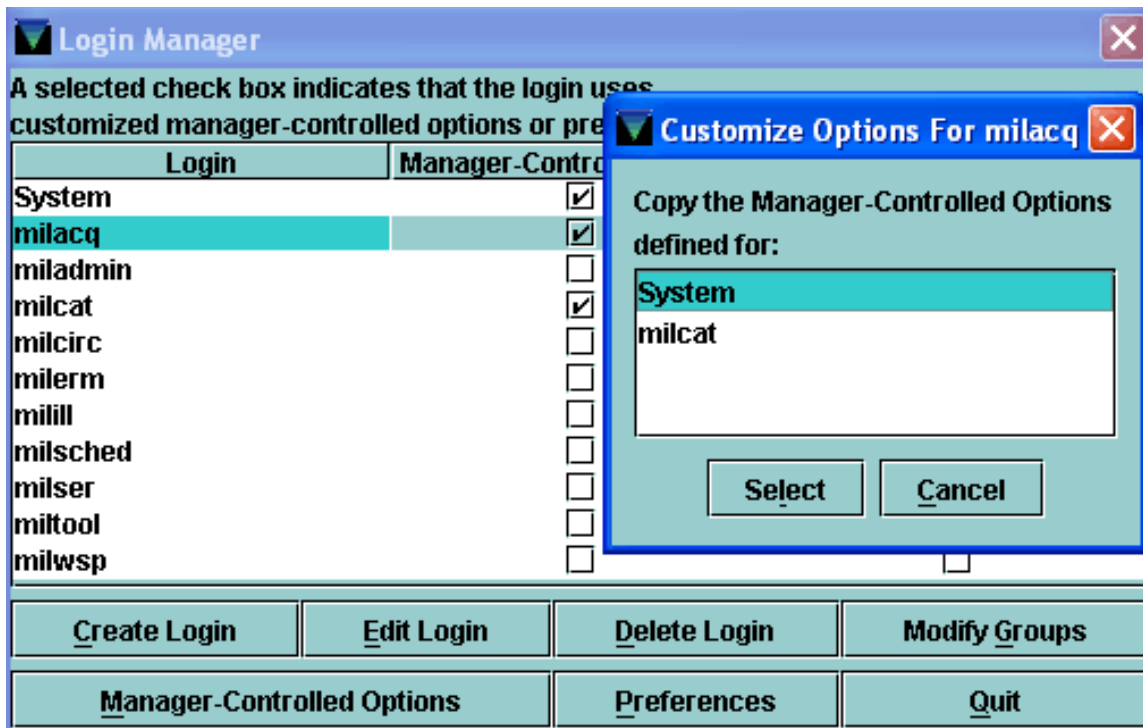 Login Manager
A selected check box indicates that the login uses
customized manager-controlled options or pre
Login Manager-Contro
System
milacq
miladmin
milcat
milcirc
milerm
milill
milsched
milser
miltool
milwsp
Customize Options For milacq
Copy the Manager-Controlled Options
defined for:
System
milcat
Select Cancel
Create Login Edit Login Delete Login Modify Groups
Manager-Controlled Options Preferences Quit